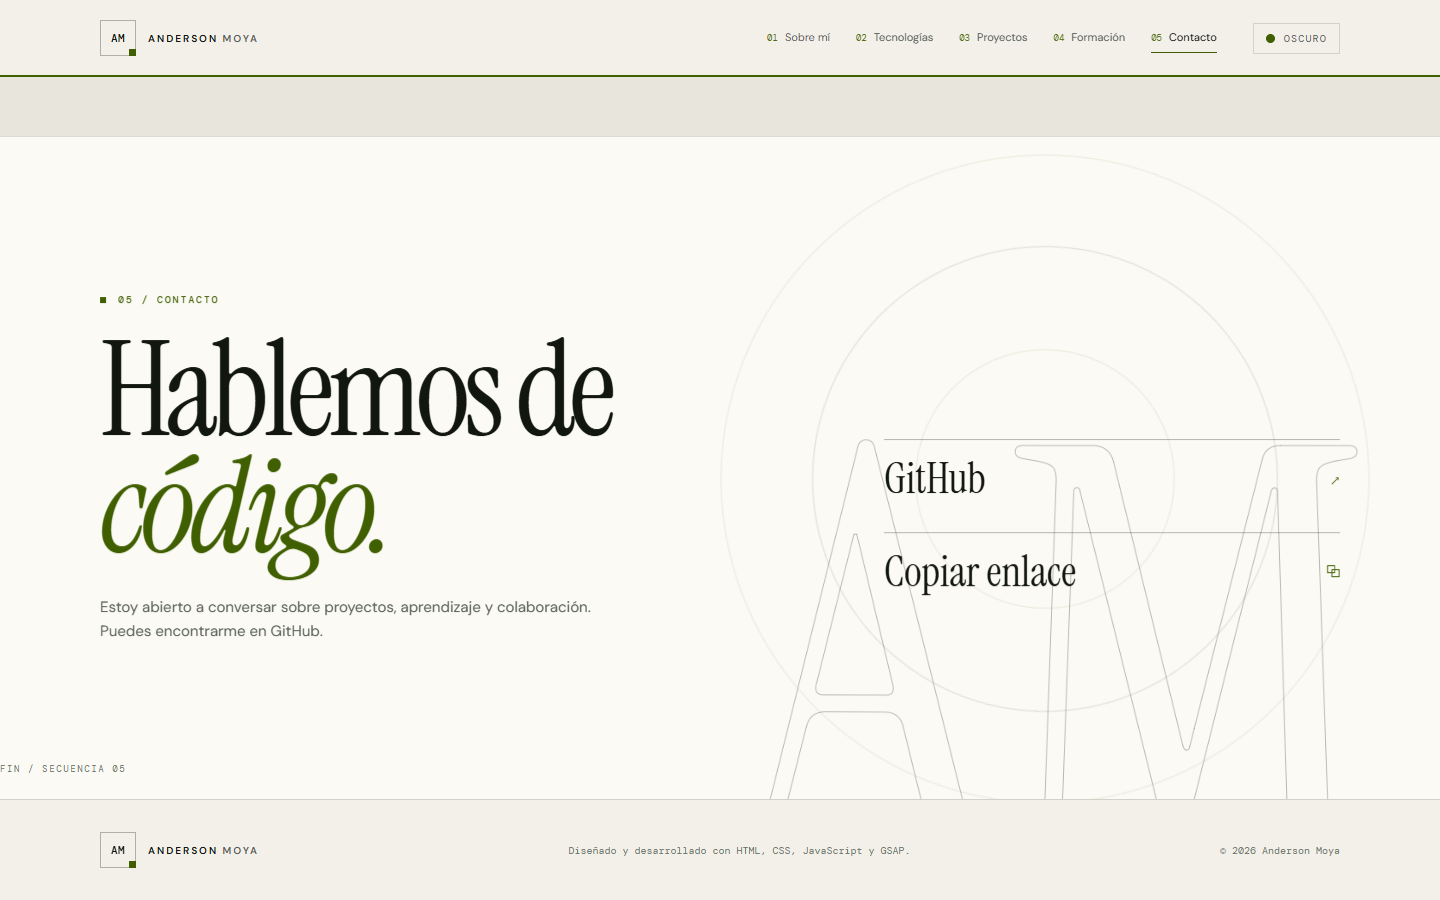 AM ANDERSON MOYA
01 Sobre mí 02 Tecnologías 03 Proyectos 04 Formación 05 Contacto OSCURO
05 / CONTACTO
Hablemos de
código.
Estoy abierto a conversar sobre proyectos, aprendizaje y colaboración.
Puedes encontrarme en GitHub.
AM
GitHub ↗
Copiar enlace
FIN / SECUENCIA 05
AM ANDERSON MOYA
Diseñado y desarrollado con HTML, CSS, JavaScript y GSAP.
© 2026 Anderson Moya